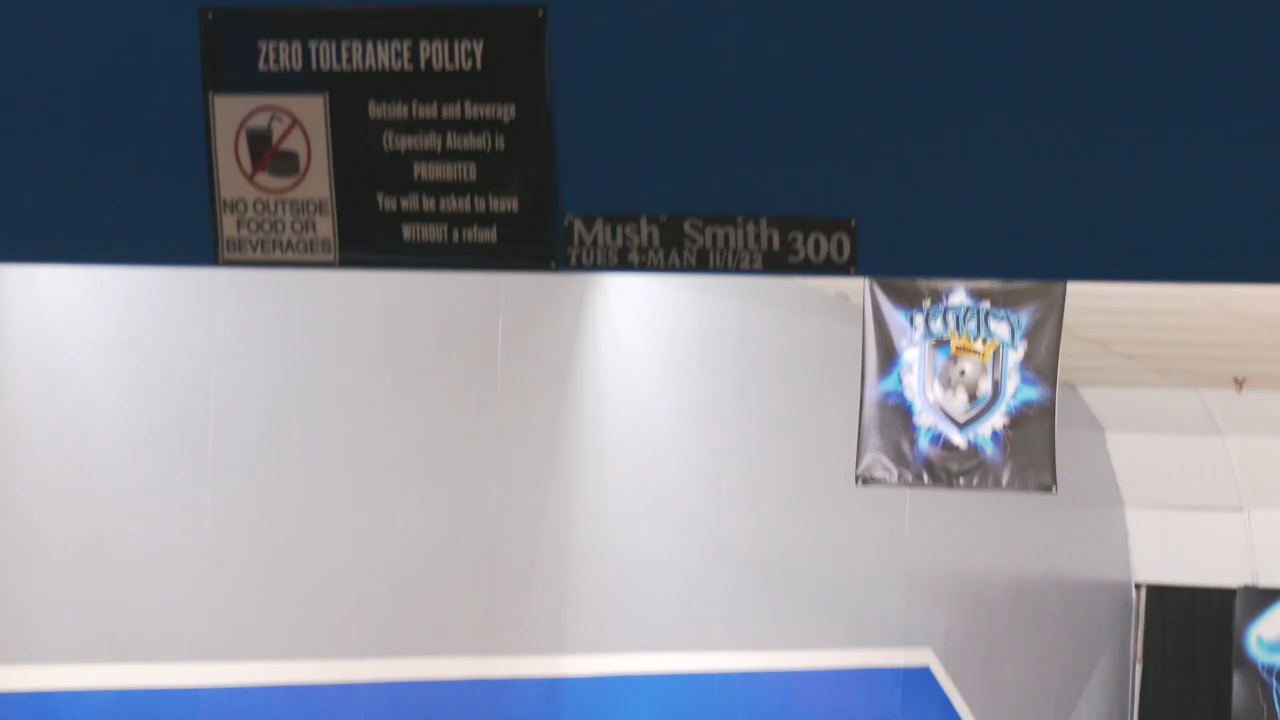 ZERO TOLERANCE POLICY
NO OUTSIDE
FOOD OR
BEVERAGES
Outside Food and Beverage
(Especially Alcohol) is
PROHIBITED
You will be asked to leave
WITHOUT a refund
"Mush" Smith 300
TUES 4-MAN 11/1/22
LEGACY